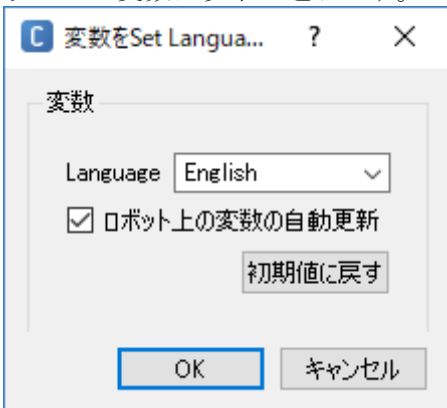 C 変数をSet Langua... ? ×
変数
Language English
ロボット上の変数の自動更新
初期値に戻す
OK キャンセル